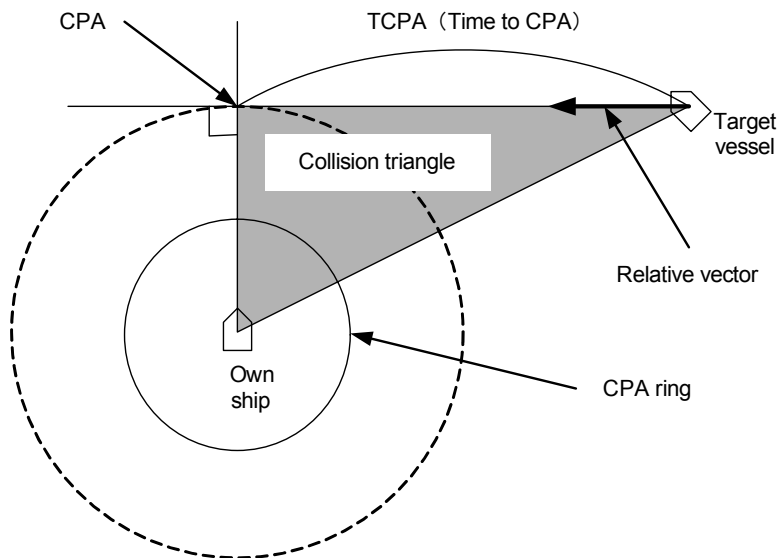 CPA
TCPA（Time to CPA）
Target
vessel
Collision triangle
Relative vector
Own
ship
CPA ring